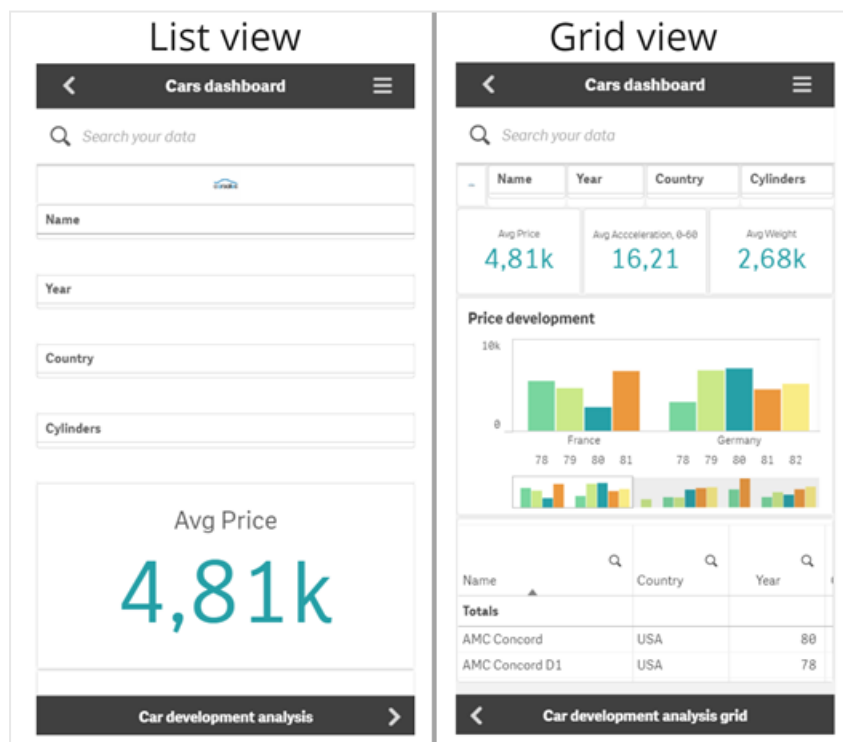 List view
Cars dashboard
Search your data
Name
Year
Country
Cylinders
Avg Price
4,81k
Car development analysis
Grid view
Cars dashboard
Search your data
Name Year Country Cylinders
Avg Price Avg Accceleration, 0-60 Avg Weight
4,81k 16,21 2,68k
Price development
10k
0
France Germany
78 79 80 81 78 79 80 81 82
Name Country Year
Totals
AMC Concord USA 80
AMC Concord D1 USA 78
Car development analysis grid